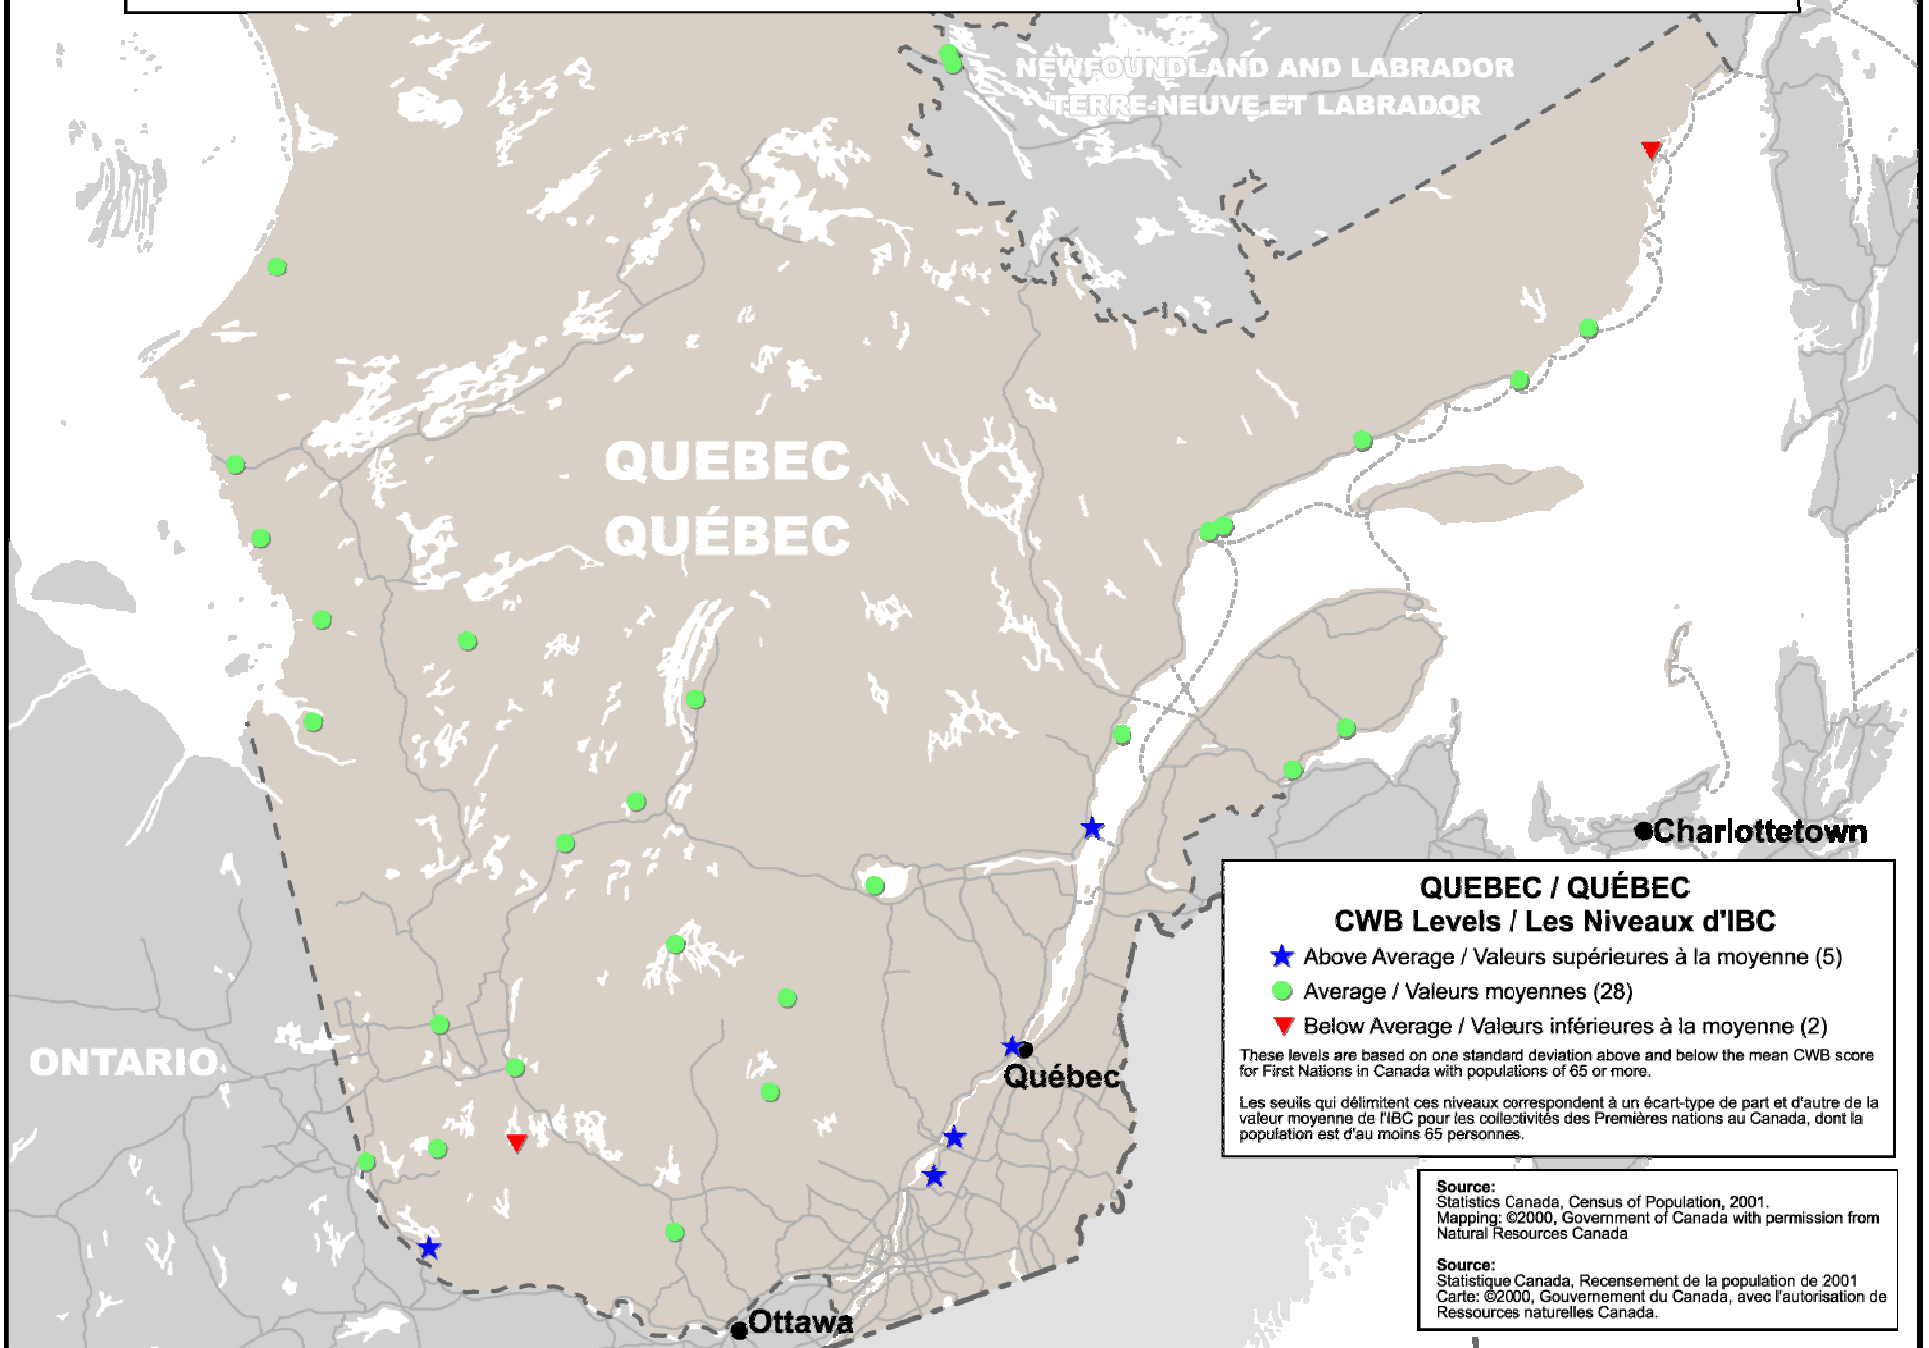 NEWFOUNDLAND AND LABRADOR
TERRE-NEUVE ET LABRADOR
QUEBEC
QUÉBEC
Charlottetown
QUEBEC / QUÉBEC
CWB Levels / Les Niveaux d'IBC
Above Average / Valeurs supérieures à la moyenne (5)
Average / Valeurs moyennes (28)
Below Average / Valeurs inférieures à la moyenne (2)
These levels are based on one standard deviation above and below the mean CWB score
for First Nations in Canada with populations of 65 or more.
Les seuils qui délimitent ces niveaux correspondent à un écart-type de part et d'autre de la
valeur moyenne de l'IBC pour les collectivités des Premières nations au Canada, dont la
population est d'au moins 65 personnes.
ONTARIO
Québec
Ottawa
Source:
Statistics Canada, Census of Population, 2001.
Mapping: ©2000, Government of Canada with permission from
Natural Resources Canada
Source:
Statistique Canada, Recensement de la population de 2001
Carte: ©2000, Gouvernement du Canada, avec l'autorisation de
Ressources naturelles Canada.